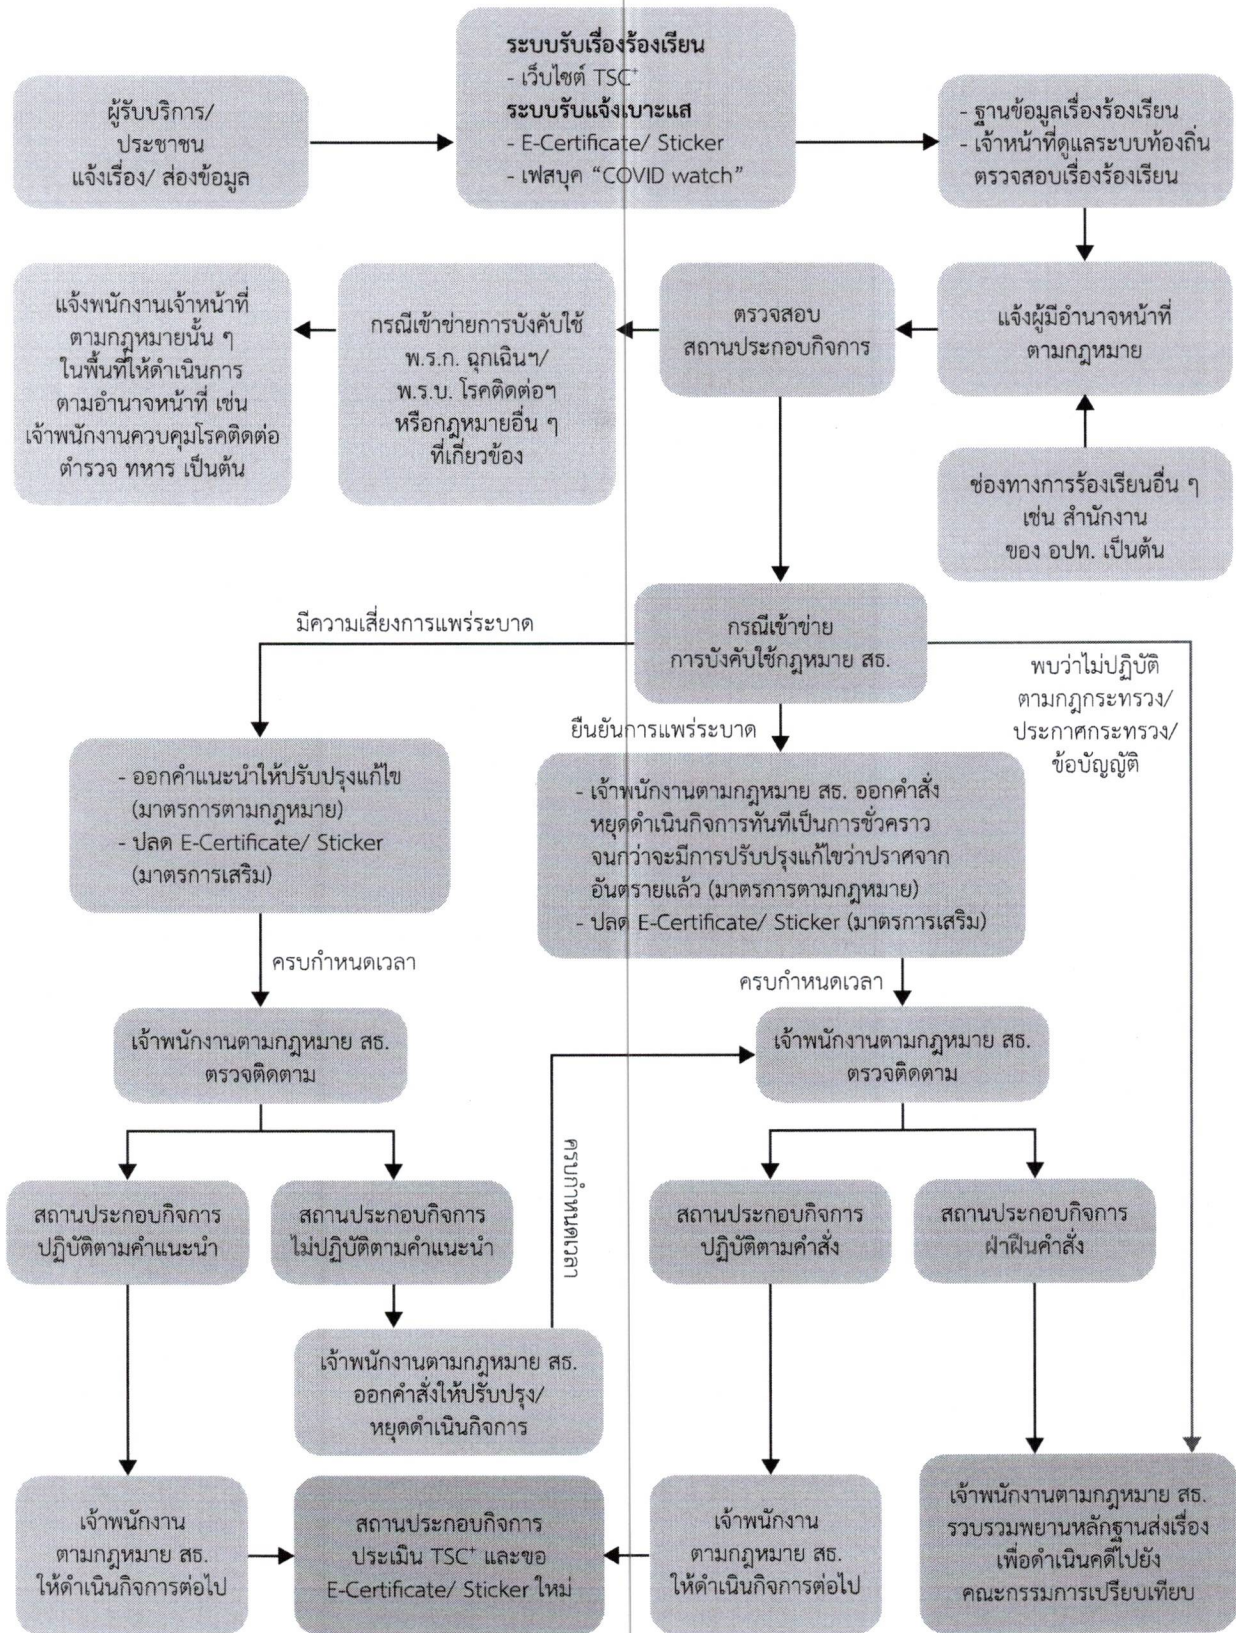 ผู้รับบริการ/
ประชาชน
แจ้งเรื่อง/ ส่องข้อมูล
ระบบรับเรื่องร้องเรียน
- เว็บไซต์ TSC⁺
ระบบรับแจ้งเบาะแส
- E-Certificate/ Sticker
- เฟสบุค “COVID watch”
- ฐานข้อมูลเรื่องร้องเรียน
- เจ้าหน้าที่ดูแลระบบท้องถิ่น
ตรวจสอบเรื่องร้องเรียน
แจ้งพนักงานเจ้าหน้าที่
ตามกฎหมายนั้น ๆ
ในพื้นที่ให้ดำเนินการ
ตามอำนาจหน้าที่ เช่น
เจ้าพนักงานควบคุมโรคติดต่อ
ตำรวจ ทหาร เป็นต้น
กรณีเข้าข่ายการบังคับใช้
พ.ร.ก. ฉุกเฉินฯ/
พ.ร.บ. โรคติดต่อฯ
หรือกฎหมายอื่น ๆ
ที่เกี่ยวข้อง
ตรวจสอบ
สถานประกอบกิจการ
แจ้งผู้มีอำนาจหน้าที่
ตามกฎหมาย
ช่องทางการร้องเรียนอื่น ๆ
เช่น สำนักงาน
ของ อปท. เป็นต้น
มีความเสี่ยงการแพร่ระบาด
กรณีเข้าข่าย
การบังคับใช้กฎหมาย สธ.
พบว่าไม่ปฏิบัติ
ตามกฎกระทรวง/
ประกาศกระทรวง/
ข้อบัญญัติ
ยืนยันการแพร่ระบาด
- ออกคำแนะนำให้ปรับปรุงแก้ไข
(มาตรการตามกฎหมาย)
- ปลด E-Certificate/ Sticker
(มาตรการเสริม)
- เจ้าพนักงานตามกฎหมาย สธ. ออกคำสั่ง
หยุดดำเนินกิจการทันทีเป็นการชั่วคราว
จนกว่าจะมีการปรับปรุงแก้ไขว่าปราศจาก
อันตรายแล้ว (มาตรการตามกฎหมาย)
- ปลด E-Certificate/ Sticker (มาตรการเสริม)
ครบกำหนดเวลา
ครบกำหนดเวลา
เจ้าพนักงานตามกฎหมาย สธ.
ตรวจติดตาม
เจ้าพนักงานตามกฎหมาย สธ.
ตรวจติดตาม
ครบกำหนดเวลา
สถานประกอบกิจการ
ปฏิบัติตามคำแนะนำ
สถานประกอบกิจการ
ไม่ปฏิบัติตามคำแนะนำ
สถานประกอบกิจการ
ปฏิบัติตามคำสั่ง
สถานประกอบกิจการ
ฝ่าฝืนคำสั่ง
เจ้าพนักงานตามกฎหมาย สธ.
ออกคำสั่งให้ปรับปรุง/
หยุดดำเนินกิจการ
เจ้าพนักงาน
ตามกฎหมาย สธ.
ให้ดำเนินกิจการต่อไป
สถานประกอบกิจการ
ประเมิน TSC⁺ และขอ
E-Certificate/ Sticker ใหม่
เจ้าพนักงาน
ตามกฎหมาย สธ.
ให้ดำเนินกิจการต่อไป
เจ้าพนักงานตามกฎหมาย สธ.
รวบรวมพยานหลักฐานส่งเรื่อง
เพื่อดำเนินคดีไปยัง
คณะกรรมการเปรียบเทียบ